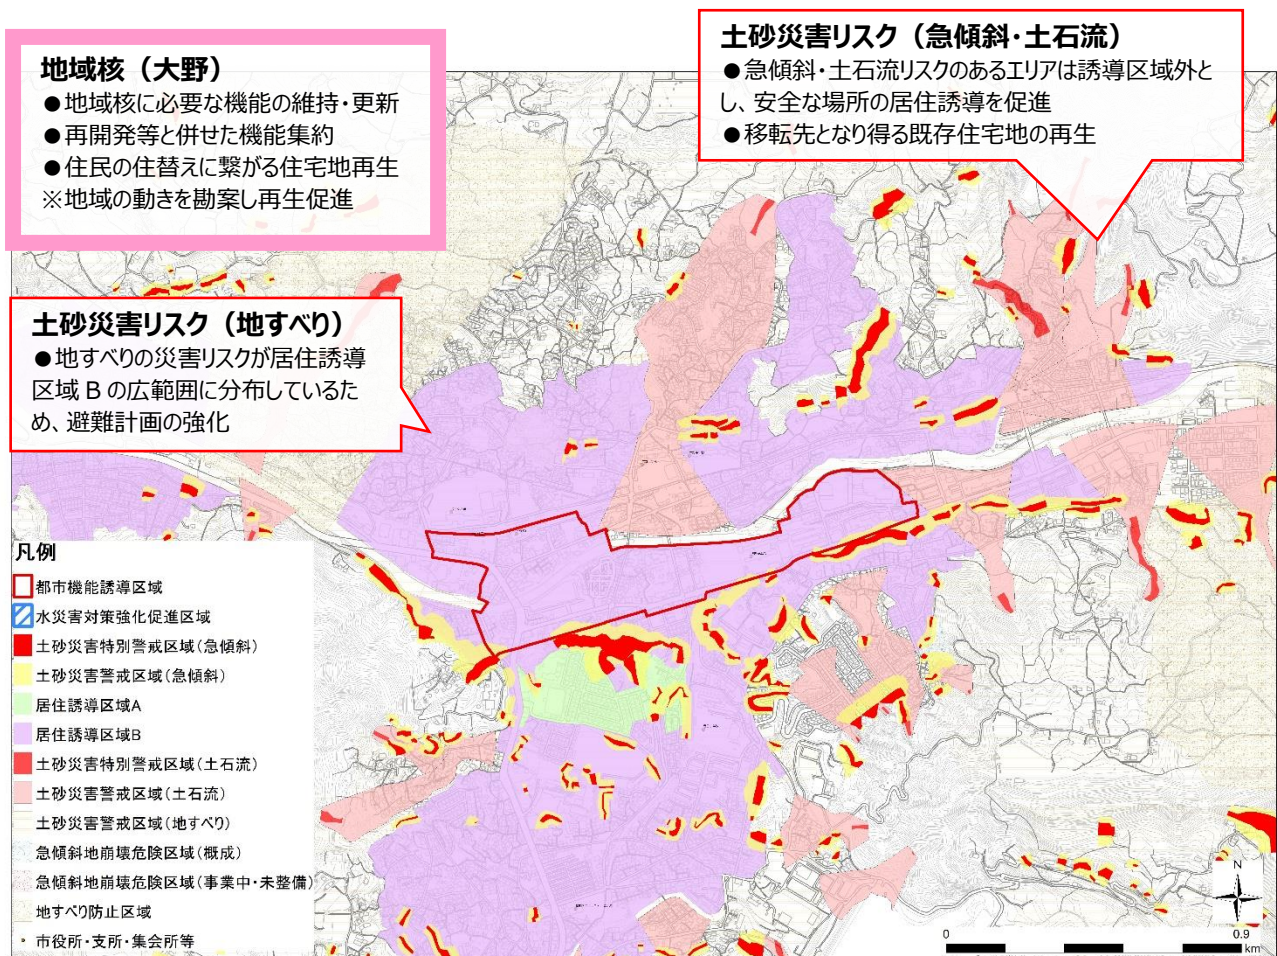 地域核（大野）
●地域核に必要な機能の維持・更新
●再開発等と併せた機能集約
●住民の住替えに繋がる住宅地再生
※地域の動きを勘案し再生促進
土砂災害リスク（急傾斜・土石流）
●急傾斜・土石流リスクのあるエリアは誘導区域外と
し、安全な場所の居住誘導を促進
●移転先となり得る既存住宅地の再生
土砂災害リスク（地すべり）
●地すべりの災害リスクが居住誘導
区域 B の広範囲に分布しているた
め、避難計画の強化
凡例
都市機能誘導区域
水災害対策強化促進区域
土砂災害特別警戒区域(急傾斜)
土砂災害警戒区域(急傾斜)
居住誘導区域A
居住誘導区域B
土砂災害特別警戒区域(土石流)
土砂災害警戒区域(土石流)
土砂災害警戒区域(地すべり)
急傾斜地崩壊危険区域(概成)
急傾斜地崩壊危険区域(事業中・未整備)
地すべり防止区域
市役所・支所・集会所等
N
0 0.9
km